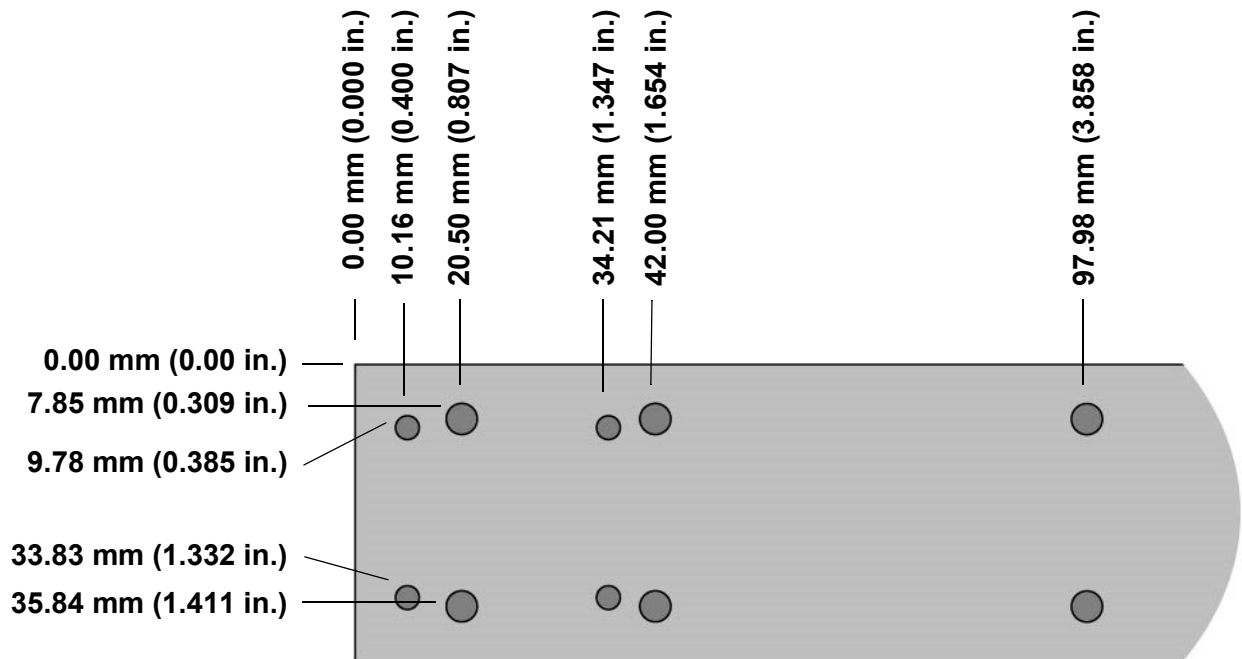 0.00 mm (0.000 in.)
10.16 mm (0.400 in.)
20.50 mm (0.807 in.)
34.21 mm (1.347 in.)
42.00 mm (1.654 in.)
97.98 mm (3.858 in.)
0.00 mm (0.00 in.)
7.85 mm (0.309 in.)
9.78 mm (0.385 in.)
33.83 mm (1.332 in.)
35.84 mm (1.411 in.)